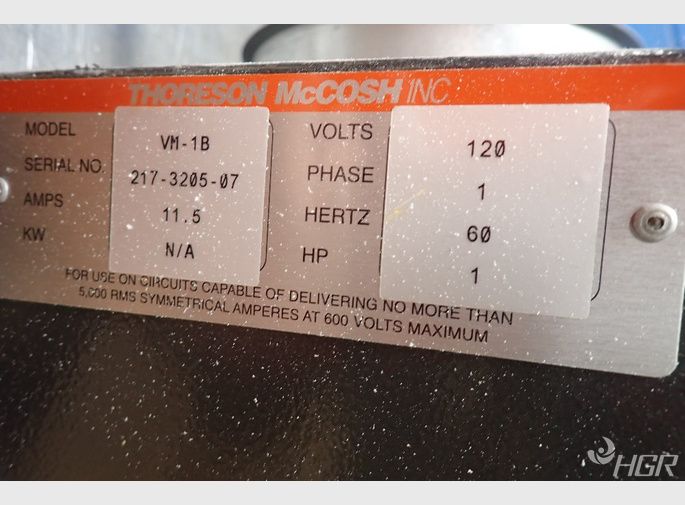 THORESON McCOSH INC
MODEL VM-1B
SERIAL NO. 217-3205-07
AMPS 11.5
KW N/A
VOLTS 120
PHASE 1
HERTZ 60
HP 1
FOR USE ON CIRCUITS CAPABLE OF DELIVERING NO MORE THAN
5,000 RMS SYMMETRICAL AMPERES AT 600 VOLTS MAXIMUM
HGR